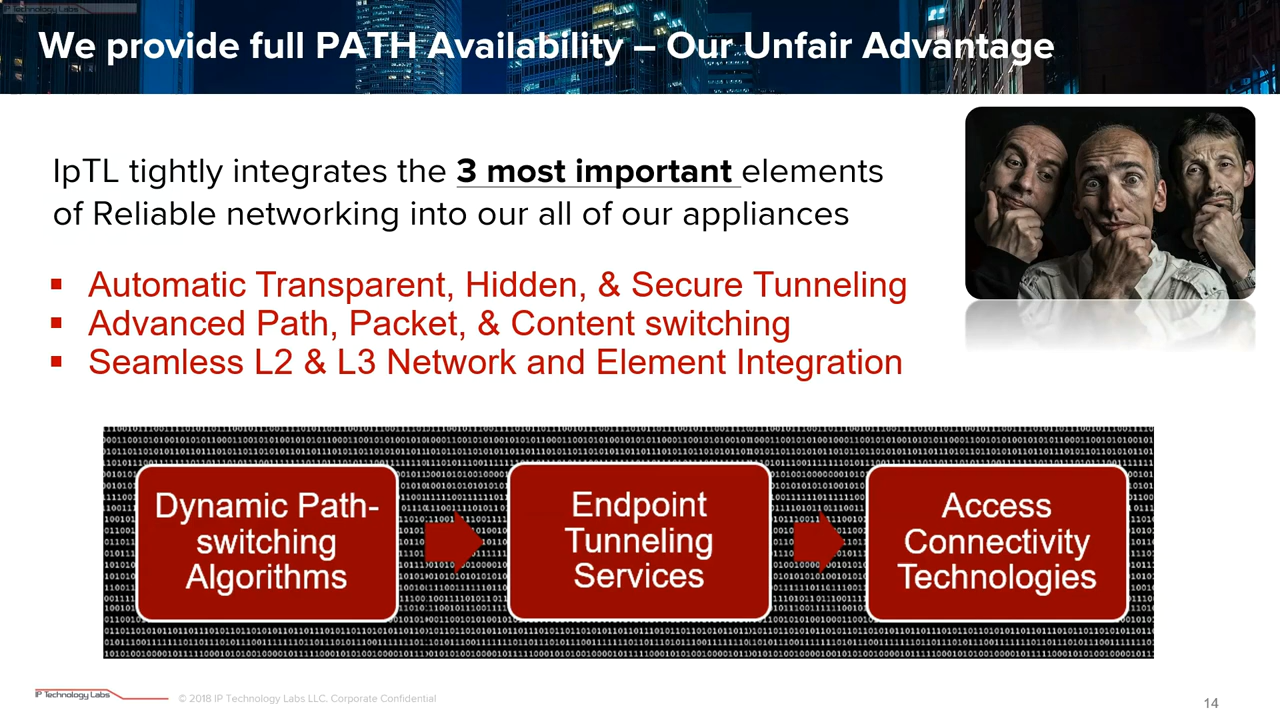 IP Technology Labs
We provide full PATH Availability – Our Unfair Advantage
IpTL tightly integrates the 3 most important elements
of Reliable networking into our all of our appliances
▪ Automatic Transparent, Hidden, & Secure Tunneling
▪ Advanced Path, Packet, & Content switching
▪ Seamless L2 & L3 Network and Element Integration
Dynamic Path-
switching
Algorithms
Endpoint
Tunneling
Services
Access
Connectivity
Technologies
IP Technology Labs
© 2018 IP Technology Labs LLC. Corporate Confidential
14